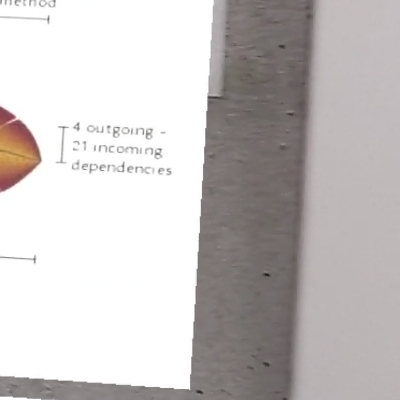 method
4 outgoing -
21 incoming
dependencies